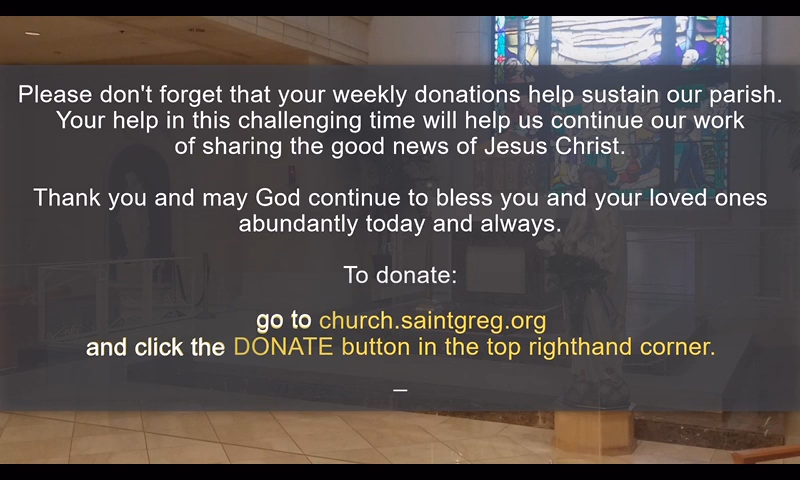 Please don't forget that your weekly donations help sustain our parish.
Your help in this challenging time will help us continue our work
of sharing the good news of Jesus Christ.
Thank you and may God continue to bless you and your loved ones
abundantly today and always.
To donate:
go to church.saintgreg.org
and click the DONATE button in the top righthand corner.
_